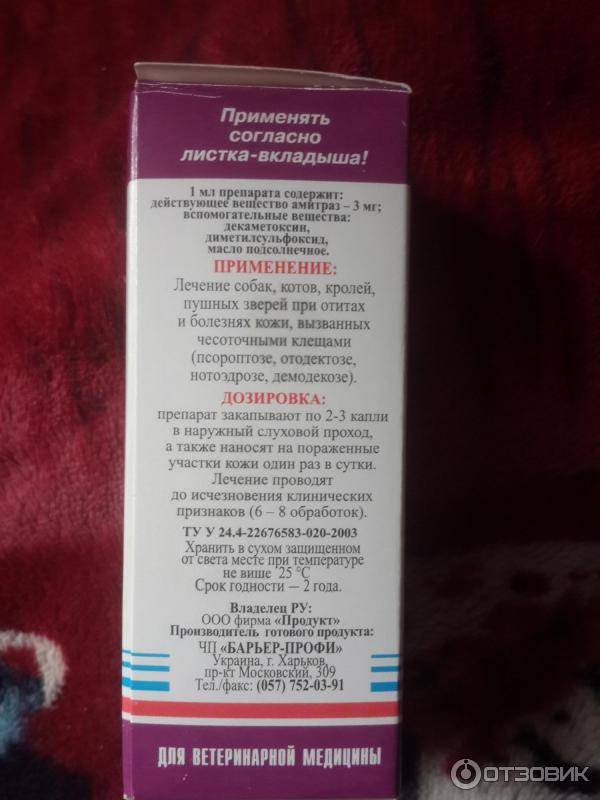 Применять
согласно
листка-вкладыша!
1 мл препарата содержит:
действующее вещество амитраз – 3 мг;
вспомогательные вещества:
декаметоксин,
диметилсульфоксид,
масло подсолнечное.
ПРИМЕНЕНИЕ:
Лечение собак, котов, кролей,
пушных зверей при отитах
и болезнях кожи, вызванных
чесоточными клещами
(псороптозе, отодектозе,
нотоэдрозе, демодекозе).
ДОЗИРОВКА:
препарат закапывают по 2-3 капли
в наружный слуховой проход,
а также наносят на пораженные
участки кожи один раз в сутки.
Лечение проводят
до исчезновения клинических
признаков (6 – 8 обработок).
ТУ У 24.4-22676583-020-2003
Хранить в сухом защищенном
от света месте при температуре
не више 25 °С
Срок годности — 2 года.
Владелец РУ:
ООО фирма «Продукт»
Производитель готового продукта:
ЧП «БАРЬЕР-ПРОФИ»
Украина, г. Харьков,
пр-кт Московский, 309
Тел./факс: (057) 752-03-91
ДЛЯ ВЕТЕРИНАРНОЙ МЕДИЦИНЫ
ОТЗОВИК